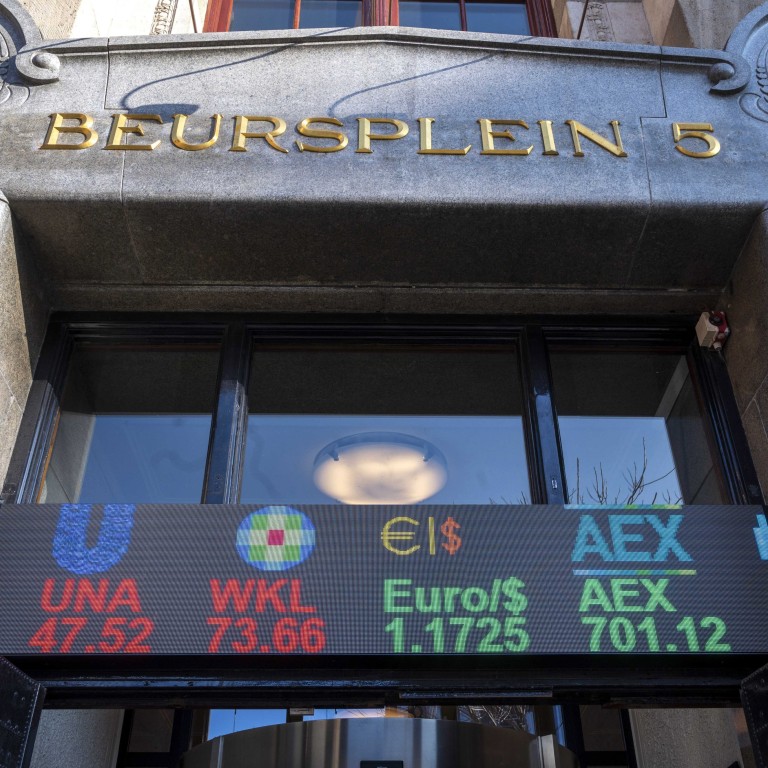 BEURSPLEIN 5
U €|$ AEX
UNA WKL Euro/$ AEX
47.52 73.66 1.1725 701.12